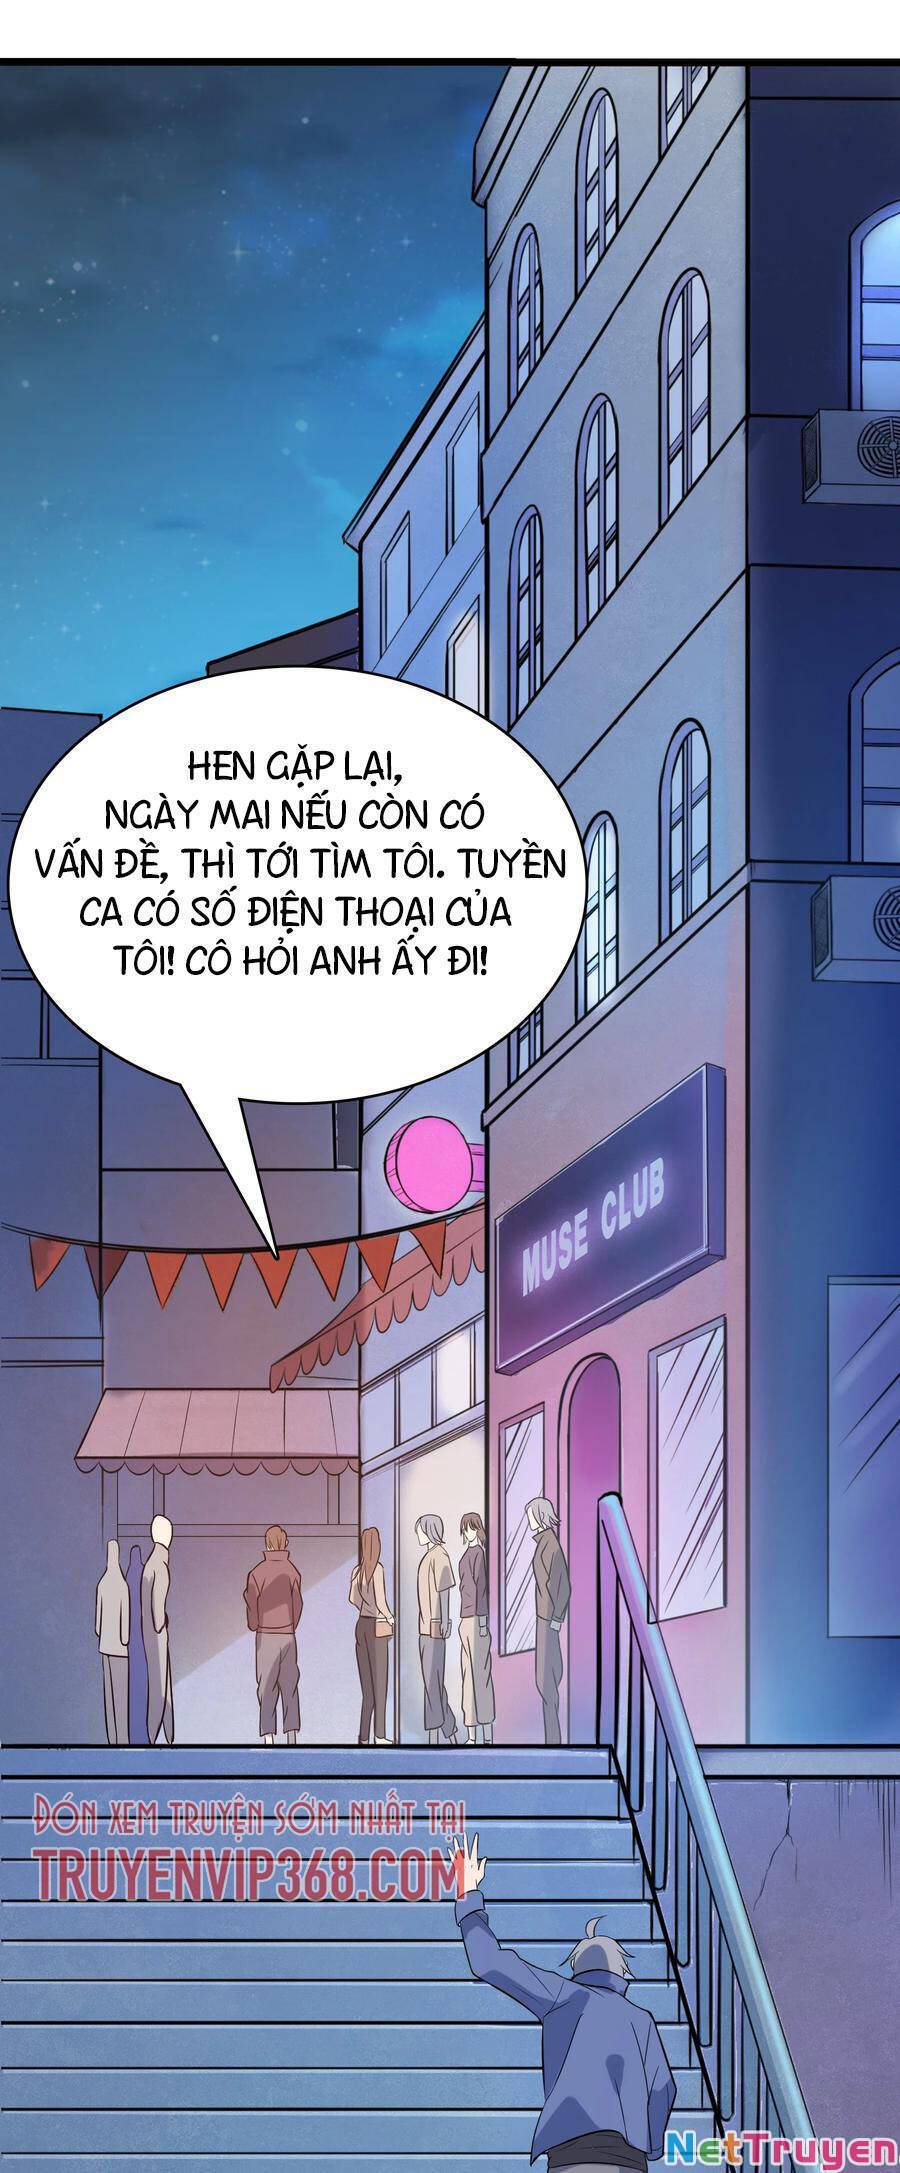 HEN GẶP LẠI,
NGÀY MAI NẾU CÒN CÓ
VẤN ĐỀ, THÌ TỚI TÌM TÔI. TUYỀN
CA CÓ SỐ ĐIỆN THOẠI CỦA
TÔI! CÔ HỎI ANH ẤY ĐI!
MUSE CLUB
ĐÓN XEM TRUYỆN SỚM NHẤT TẠI
TRUYENVIP368.COM
NetTruyen